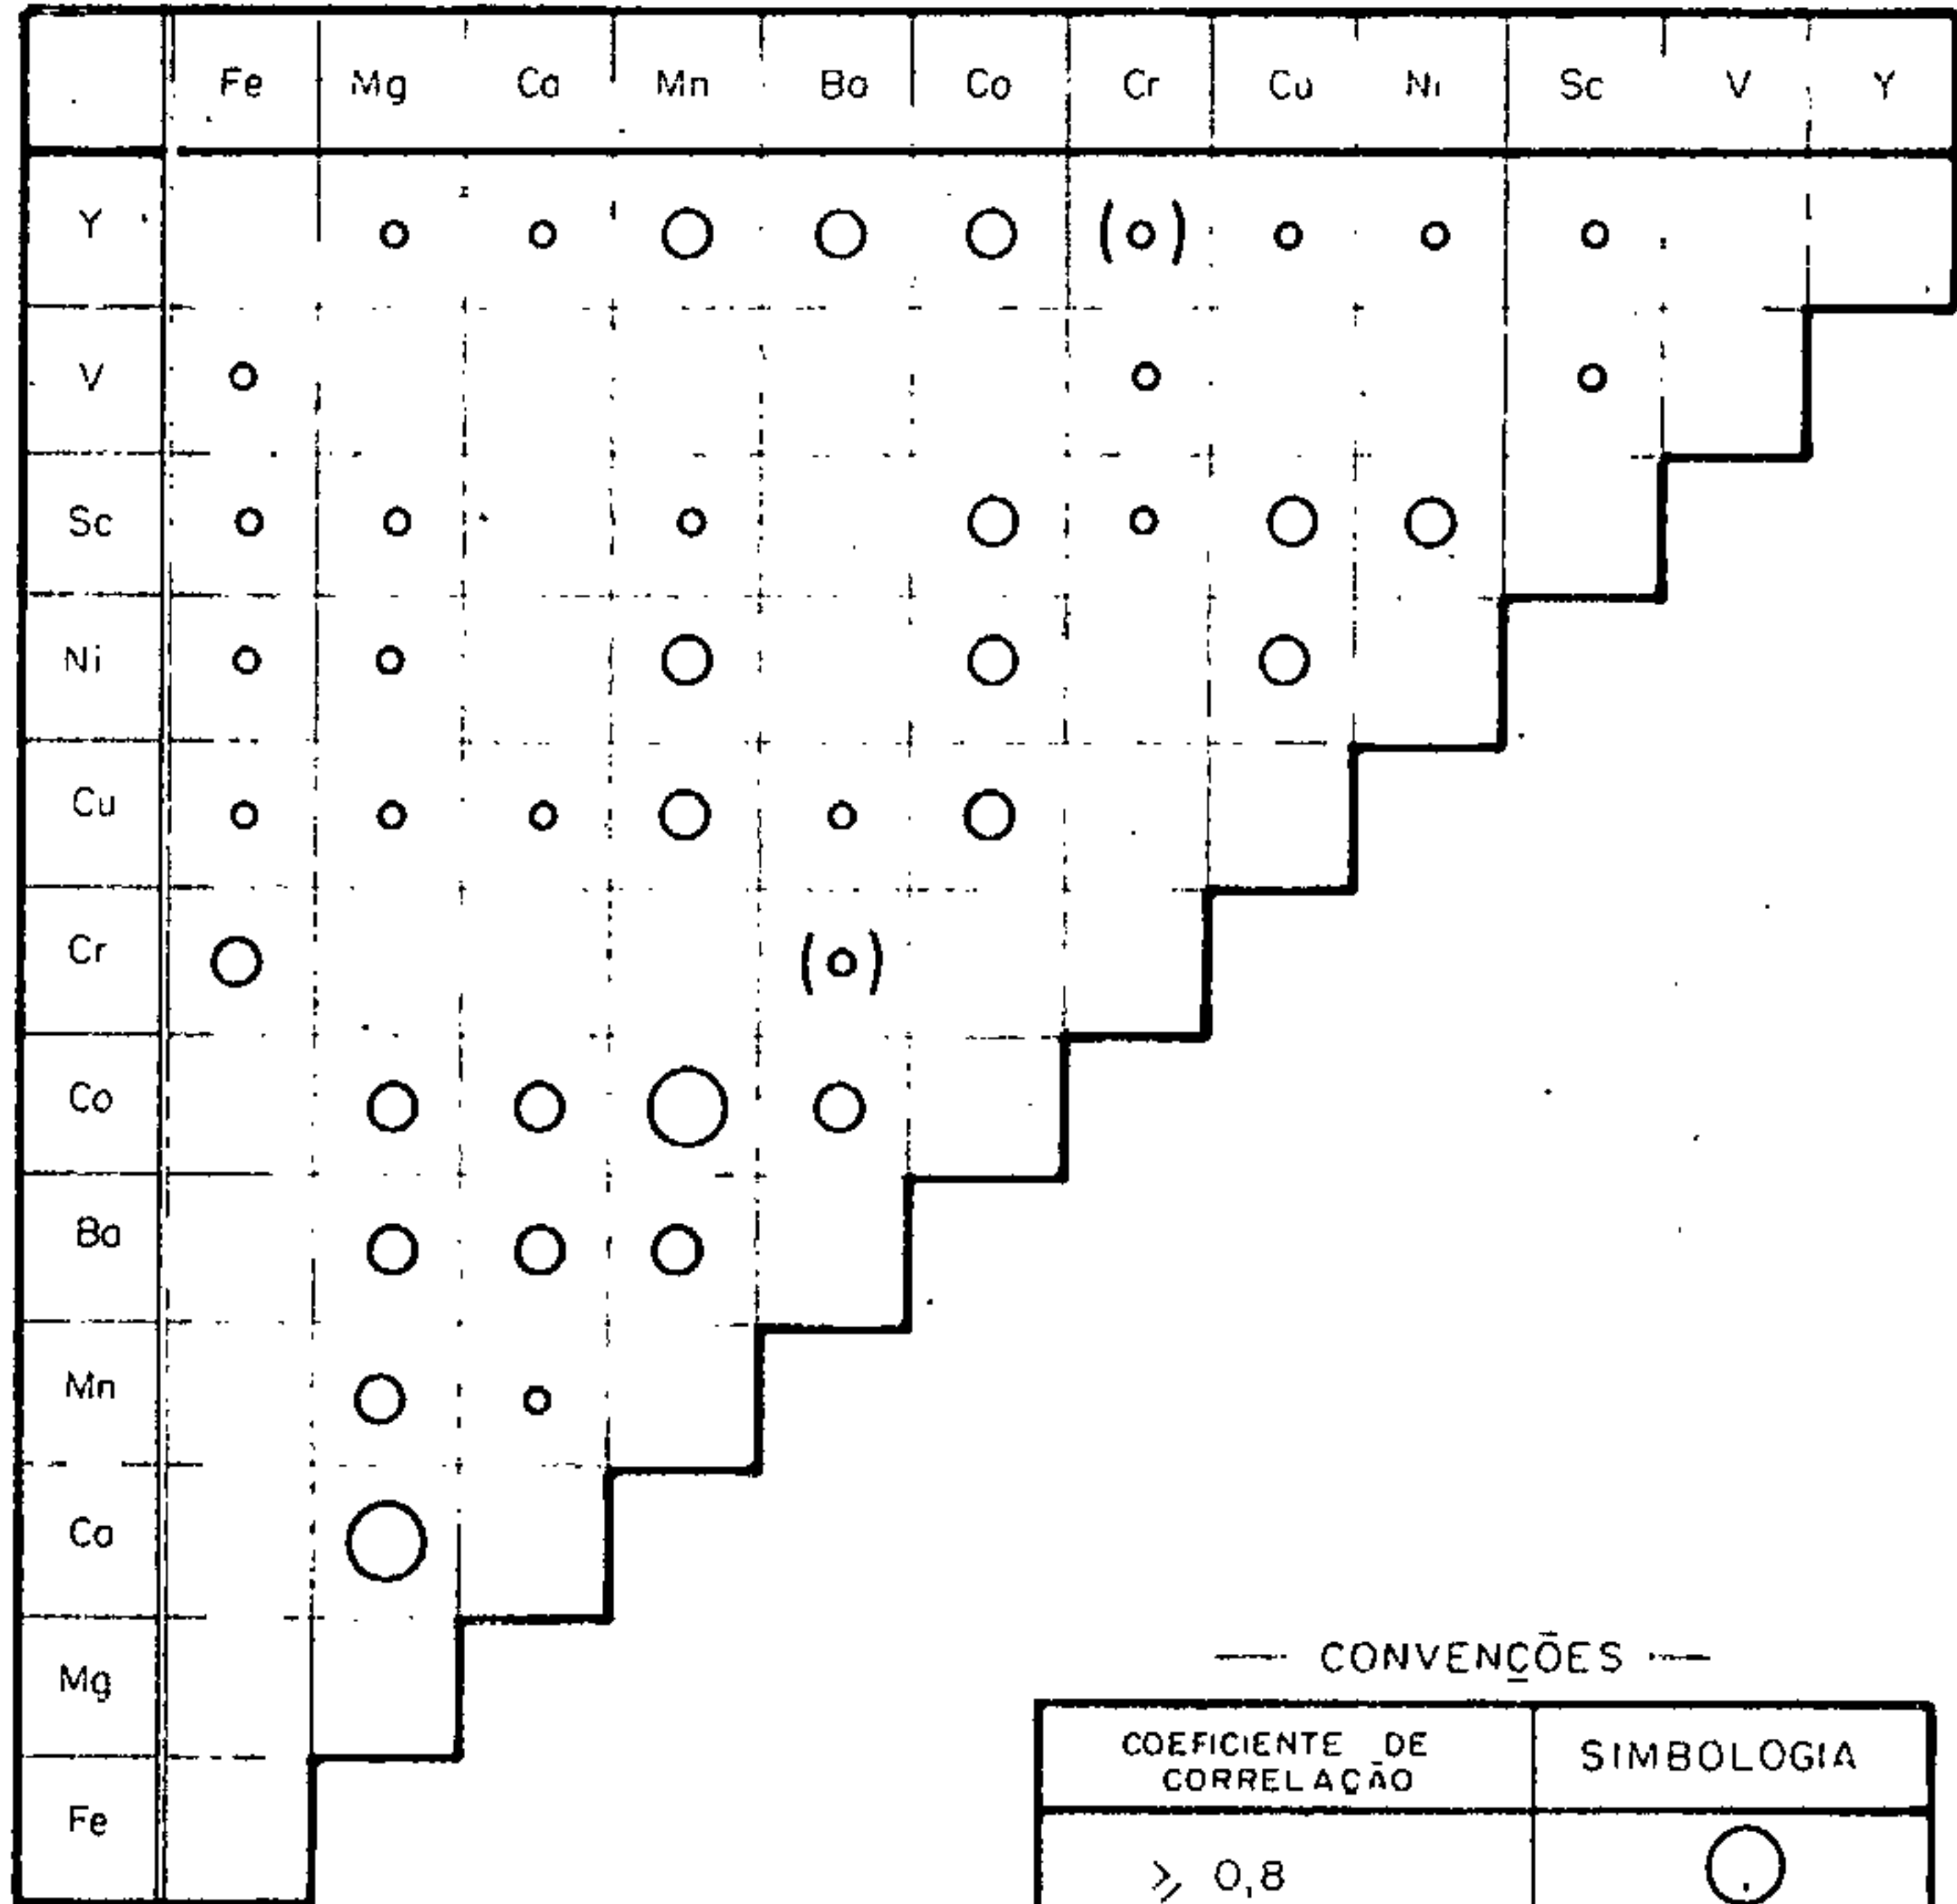 Fe Mg Ca Mn Ba Co Cr Cu Ni Sc V Y
Y ( )
V
Sc
Ni
Cu
Cr ( )
Co
Ba
Mn
Ca
Mg
Fe
CONVENÇÕES
COEFICIENTE DE CORRELAÇÃO SIMBOLOGIA
⩾ 0,8